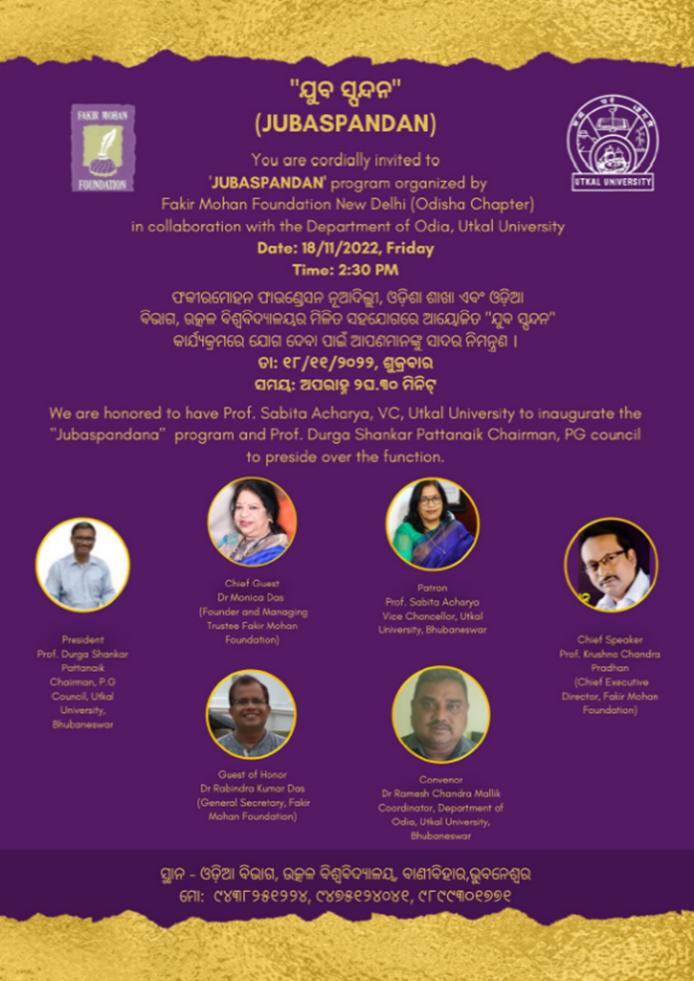 "ଯୁବ ସ୍ପନ୍ଦନ"
(JUBASPANDAN)
FAKIR MOHAN
FOUNDATION
UTKAL UNIVERSITY
You are cordially invited to
'JUBASPANDAN' program organized by
Fakir Mohan Foundation New Delhi (Odisha Chapter)
in collaboration with the Department of Odia, Utkal University
Date: 18/11/2022, Friday
Time: 2:30 PM
ଫକୀରମୋହନ ଫାଉଣ୍ଡେସନ ନୂଆଦିଲ୍ଲୀ, ଓଡ଼ିଶା ଶାଖା ଏବଂ ଓଡ଼ିଆ
ବିଭାଗ, ଉତ୍କଳ ବିଶ୍ଵବିଦ୍ୟାଳୟର ମିଳିତ ସହଯୋଗରେ ଆୟୋଜିତ "ଯୁବ ସ୍ପନ୍ଦନ"
କାର୍ଯ୍ୟକ୍ରମରେ ଯୋଗ ଦେବା ପାଇଁ ଆପଣମାନଙ୍କୁ ସାଦର ନିମନ୍ତ୍ରଣ ।
ତା: ୧୮/୧୧/୨୦୨୨, ଶୁକ୍ରବାର
ସମୟ: ଅପରାହ୍ନ ୨ଘ.୩୦ ମିନିଟ୍
We are honored to have Prof. Sabita Acharya, VC, Utkal University to inaugurate the
"Jubaspandana" program and Prof. Durga Shankar Pattanaik Chairman, PG council
to preside over the function.
Chief Guest
Dr Monica Das
(Founder and Managing
Trustee Fakir Mohan
Foundation)
Patron
Prof. Sabita Acharya
Vice Chancellor, Utkal
University, Bhubaneswar
President
Prof. Durga Shankar
Pattanaik
Chairman, P.G
Council, Utkal
University,
Bhubaneswar
Chief Speaker
Prof. Krushna Chandra
Pradhan
(Chief Executive
Director, Fakir Mohan
Foundation)
Guest of Honor
Dr Rabindra Kumar Das
(General Secretary, Fakir
Mohan Foundation)
Convenor
Dr Ramesh Chandra Mallik
Coordinator, Department of
Odia, Utkal University,
Bhubaneswar
ସ୍ଥାନ - ଓଡ଼ିଆ ବିଭାଗ, ଉତ୍କଳ ବିଶ୍ଵବିଦ୍ୟାଳୟ, ବାଣୀବିହାର,ଭୁବନେଶ୍ଵର
ମୋ: ୯୪୩୮୨୫୧୨୨୪, ୯୪୭୫୧୨୪୦୪୧, ୯୮୯୯୩୦୧୭୭୧